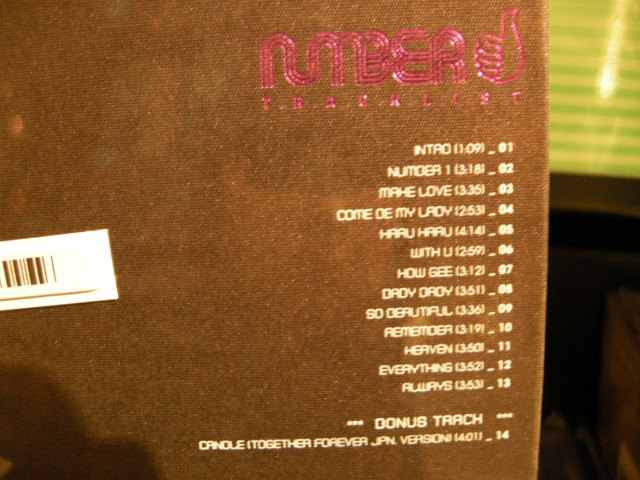 NUMBER
TRACKLIST
INTRO (1:09) _ 01
NUMBER 1 (3:18) _ 02
MAKE LOVE (3:35) _ 03
COME BE MY LADY (2:53) _ 04
HARU HARU (4:14) _ 05
WITH U (2:59) _ 06
HOW GEE (3:12) _ 07
BABY BABY (3:51) _ 08
SO BEAUTIFUL (3:36) _ 09
REMEMBER (3:19) _ 10
HEAVEN (3:50) _ 11
EVERYTHING (3:52) _ 12
ALWAYS (3:53) _ 13
*** BONUS TRACK ***
CANDLE (TOGETHER FOREVER JPN. VERSION) (4:01) _ 14